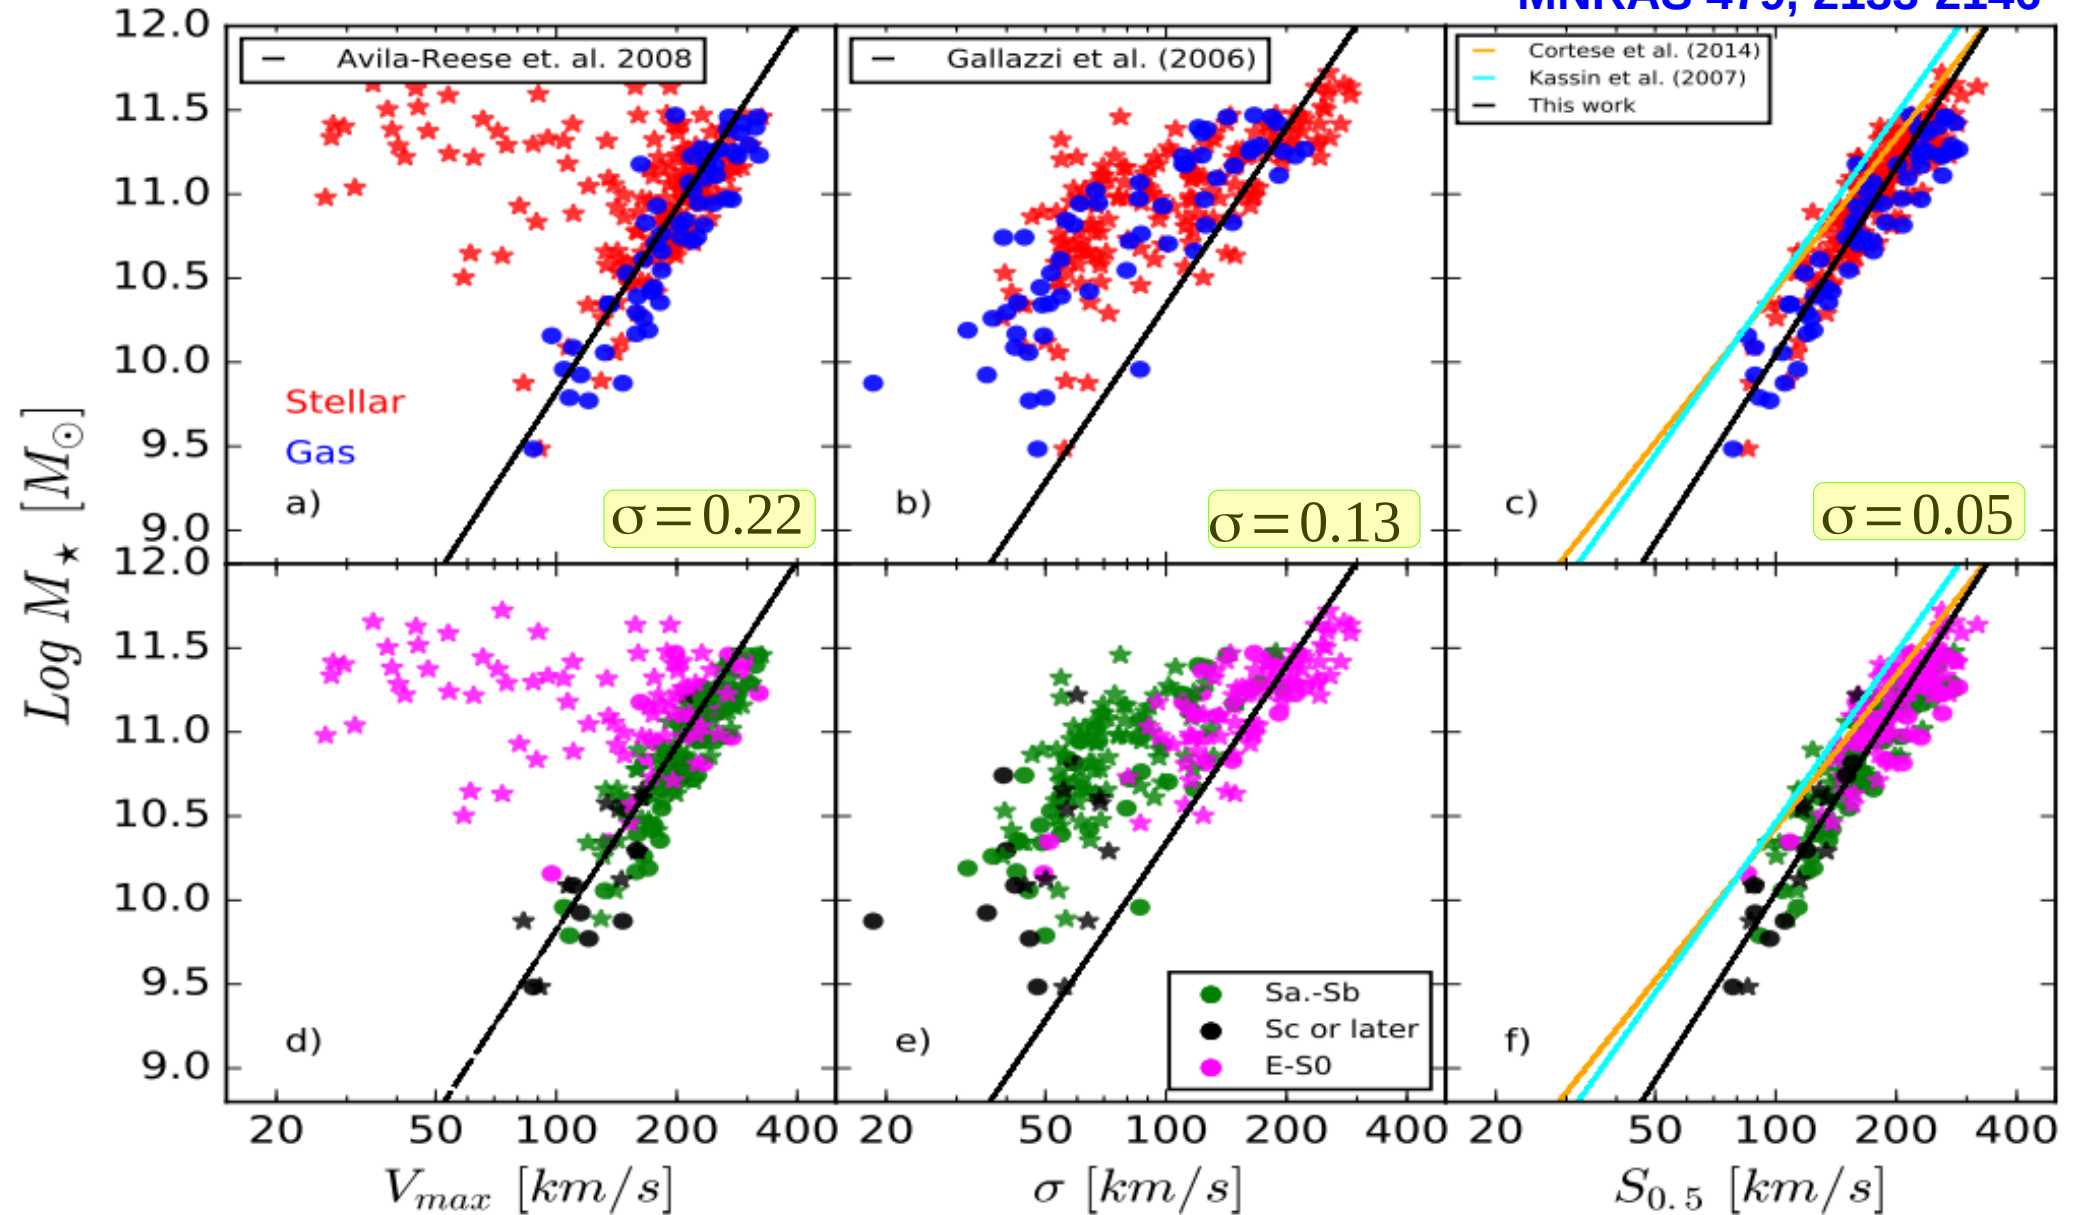 MNRAS 479, 2133-2146
12.0
11.5
11.0
10.5
10.0
9.5
9.0
Avila-Reese et. al. 2008
Stellar
Gas
a)
σ=0.22
Gallazzi et al. (2006)
b)
σ=0.13
Cortese et al. (2014)
Kassin et al. (2007)
This work
c)
σ=0.05
Log M★ [M⊙]
12.0
11.5
11.0
10.5
10.0
9.5
9.0
d)
e)
Sa.-Sb
Sc or later
E-S0
f)
20 50 100 200 400 20 50 100 200 400 20 50 100 200 400
Vmax [km/s] σ [km/s] S0.5 [km/s]